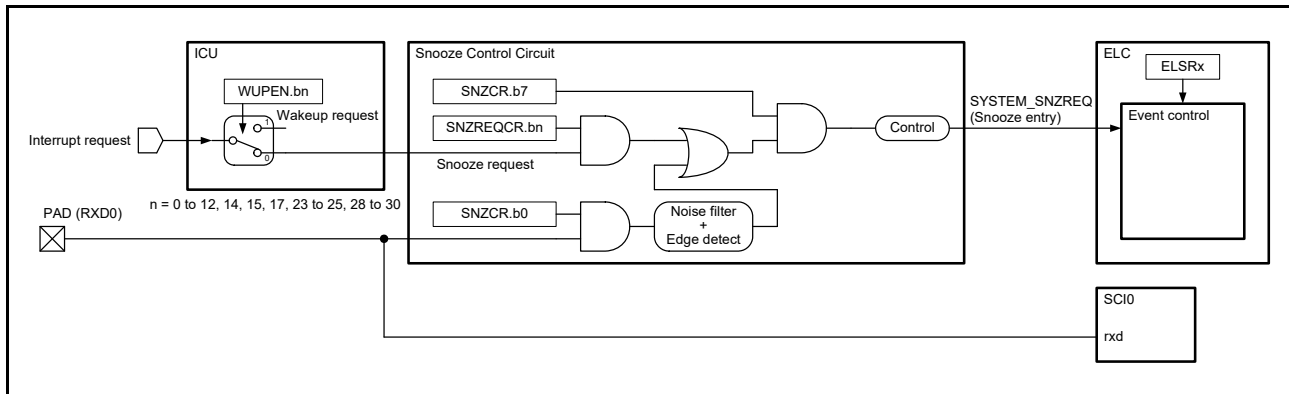 ICU
WUPEN.bn
1
Wakeup request
0
Interrupt request
n = 0 to 12, 14, 15, 17, 23 to 25, 28 to 30
PAD (RXD0)
Snooze Control Circuit
SNZCR.b7
SNZREQCR.bn
Snooze request
SNZCR.b0
Noise filter
+
Edge detect
Control
SYSTEM_SNZREQ
(Snooze entry)
ELC
ELSRx
Event control
SCI0
rxd